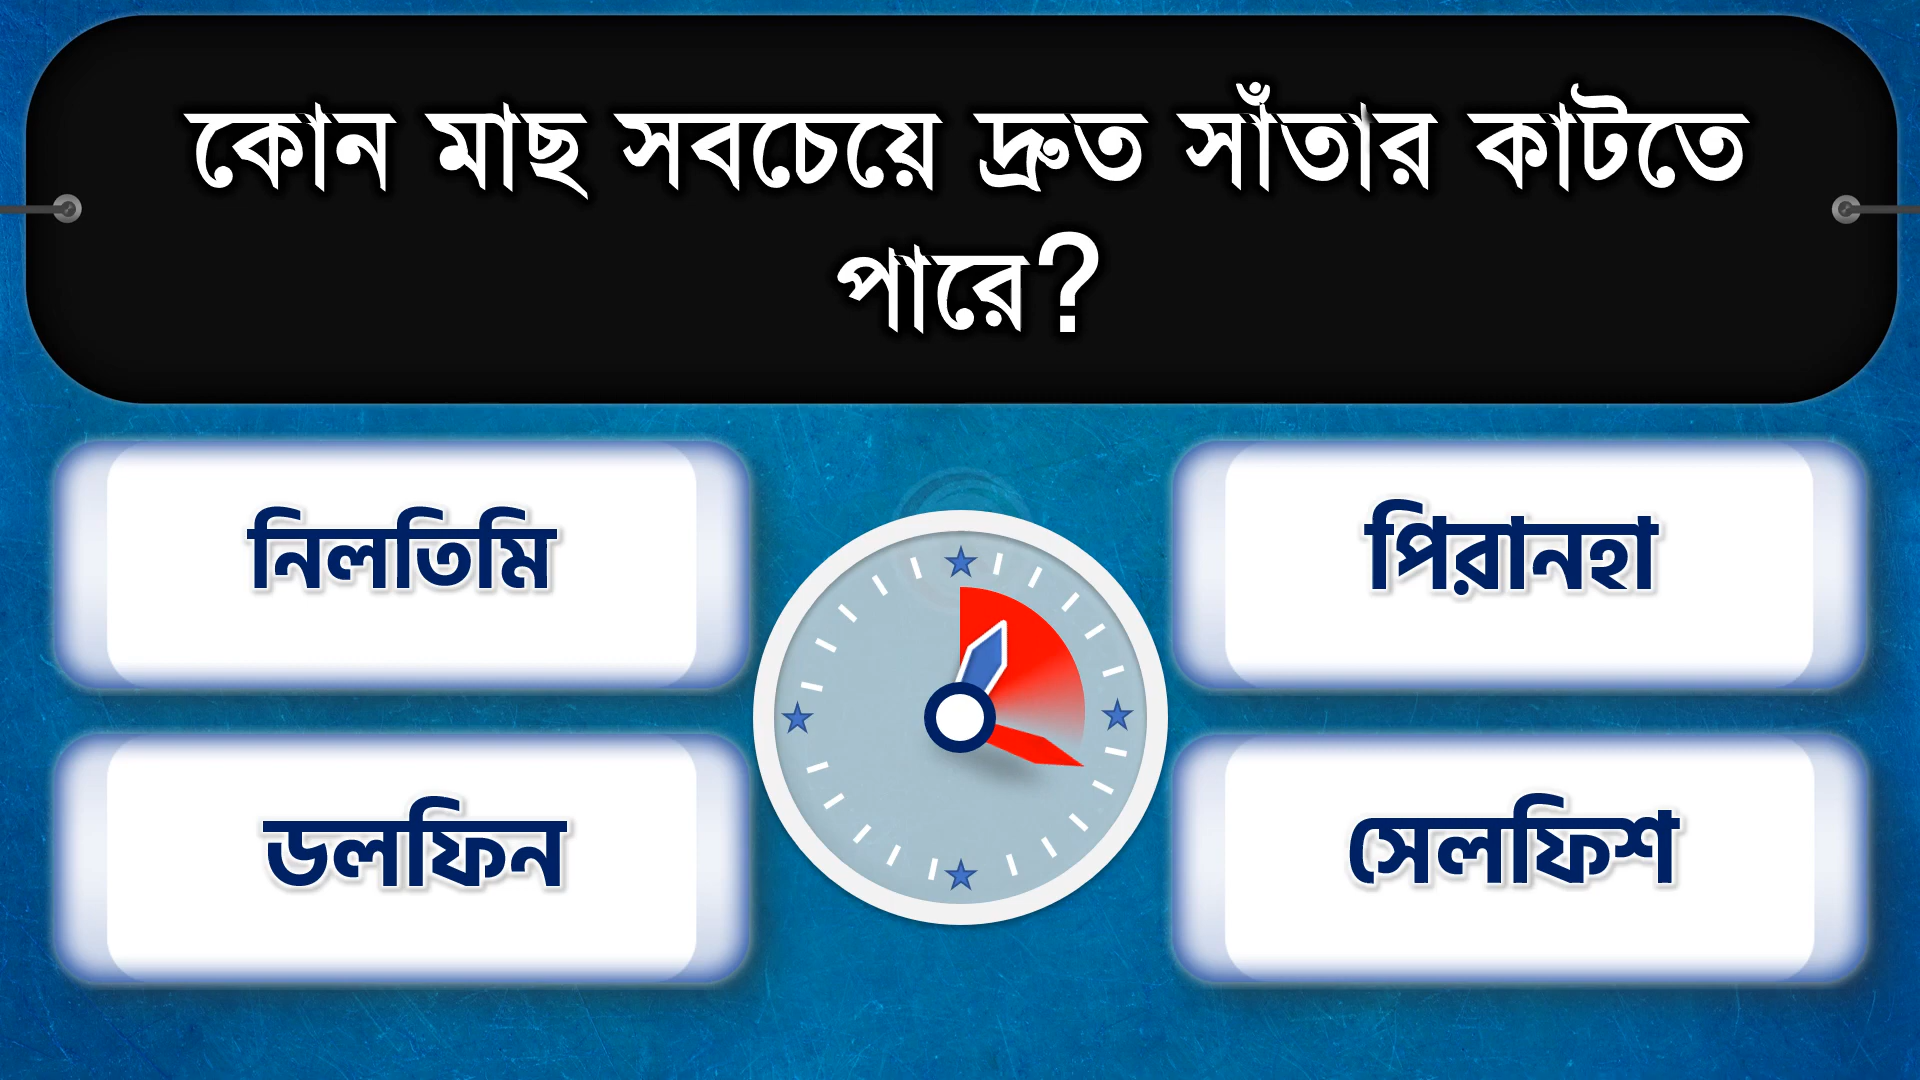 কোন মাছ সবচেয়ে দ্রুত সাঁতার কাটতে
পারে?
নিলতিমি
পিরানহা
ডলফিন
সেলফিশ